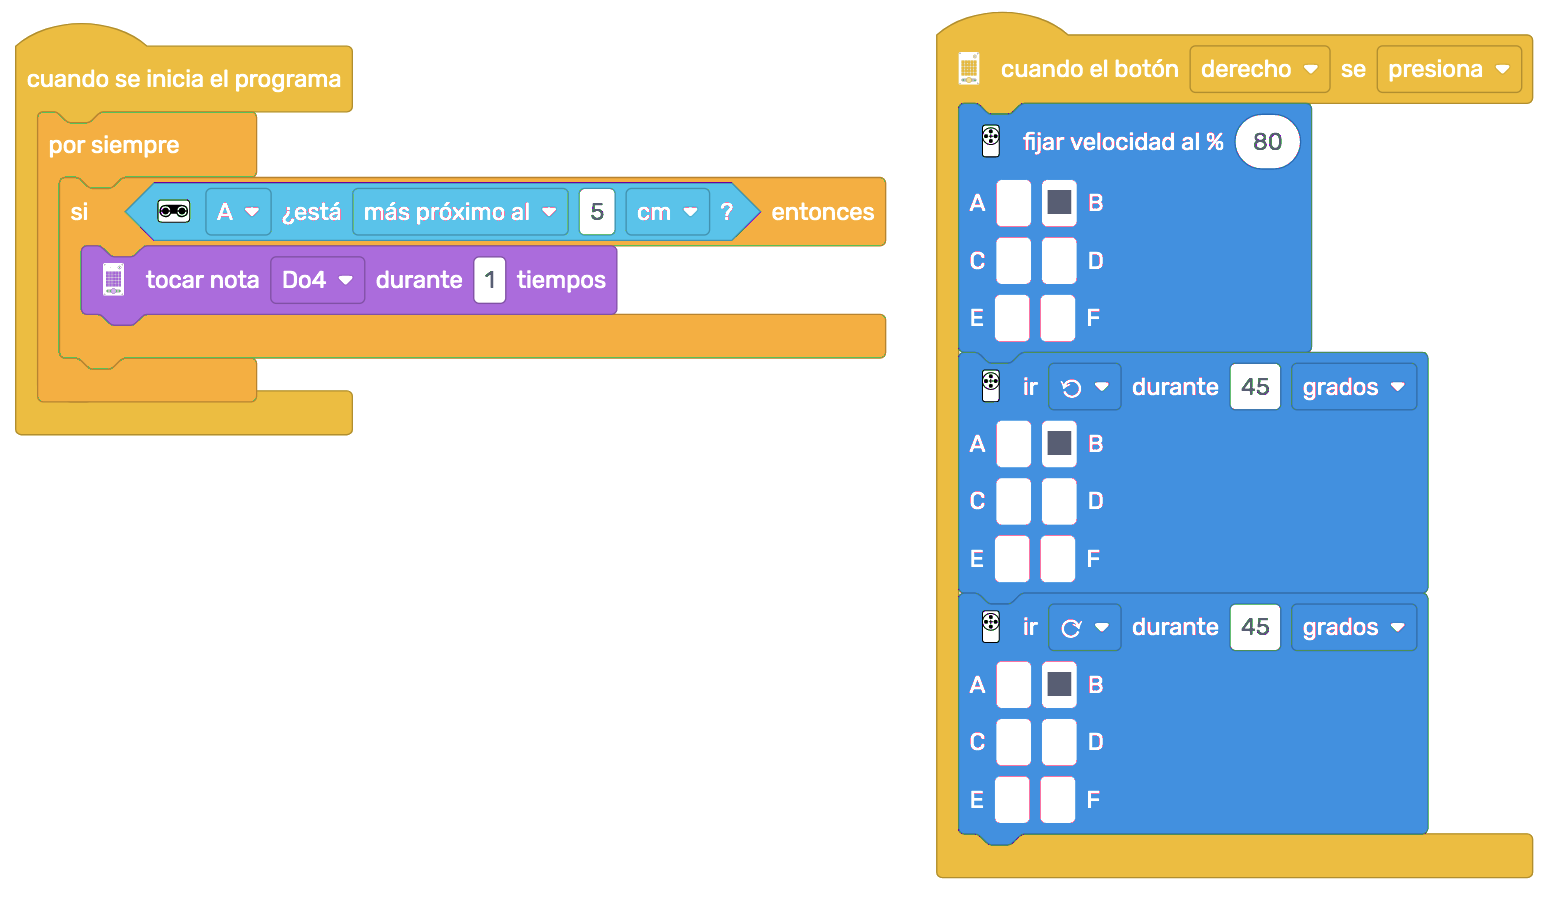 cuando se inicia el programa
por siempre
si A ¿está más próximo al 5 cm ? entonces
tocar nota Do4 durante 1 tiempos
cuando el botón derecho se presiona
fijar velocidad al % 80
A B
C D
E F
ir durante 45 grados
A B
C D
E F
ir durante 45 grados
A B
C D
E F